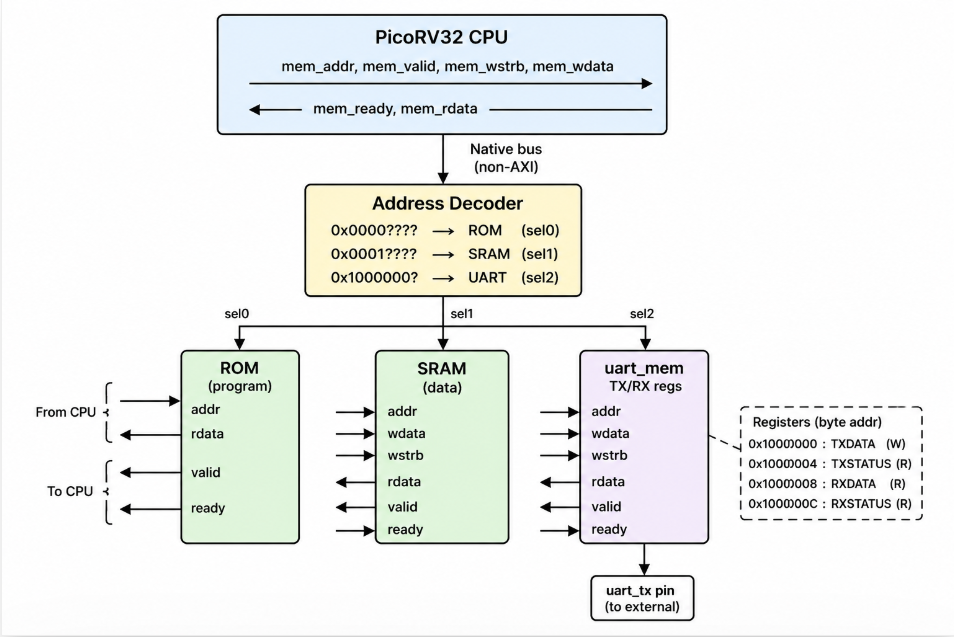 PicoRV32 CPU
mem_addr, mem_valid, mem_wstrb, mem_wdata
mem_ready, mem_rdata
Native bus
(non-AXI)
Address Decoder
0x0000???? → ROM (sel0)
0x0001???? → SRAM (sel1)
0x1000000? → UART (sel2)
sel0
sel1
sel2
ROM
(program)
addr
rdata
valid
ready
From CPU
To CPU
SRAM
(data)
addr
wdata
wstrb
rdata
valid
ready
uart_mem
TX/RX regs
addr
wdata
wstrb
rdata
valid
ready
Registers (byte addr)
0x10000000 : TXDATA (W)
0x10000004 : TXSTATUS (R)
0x10000008 : RXDATA (R)
0x1000000C : RXSTATUS (R)
uart_tx pin
(to external)